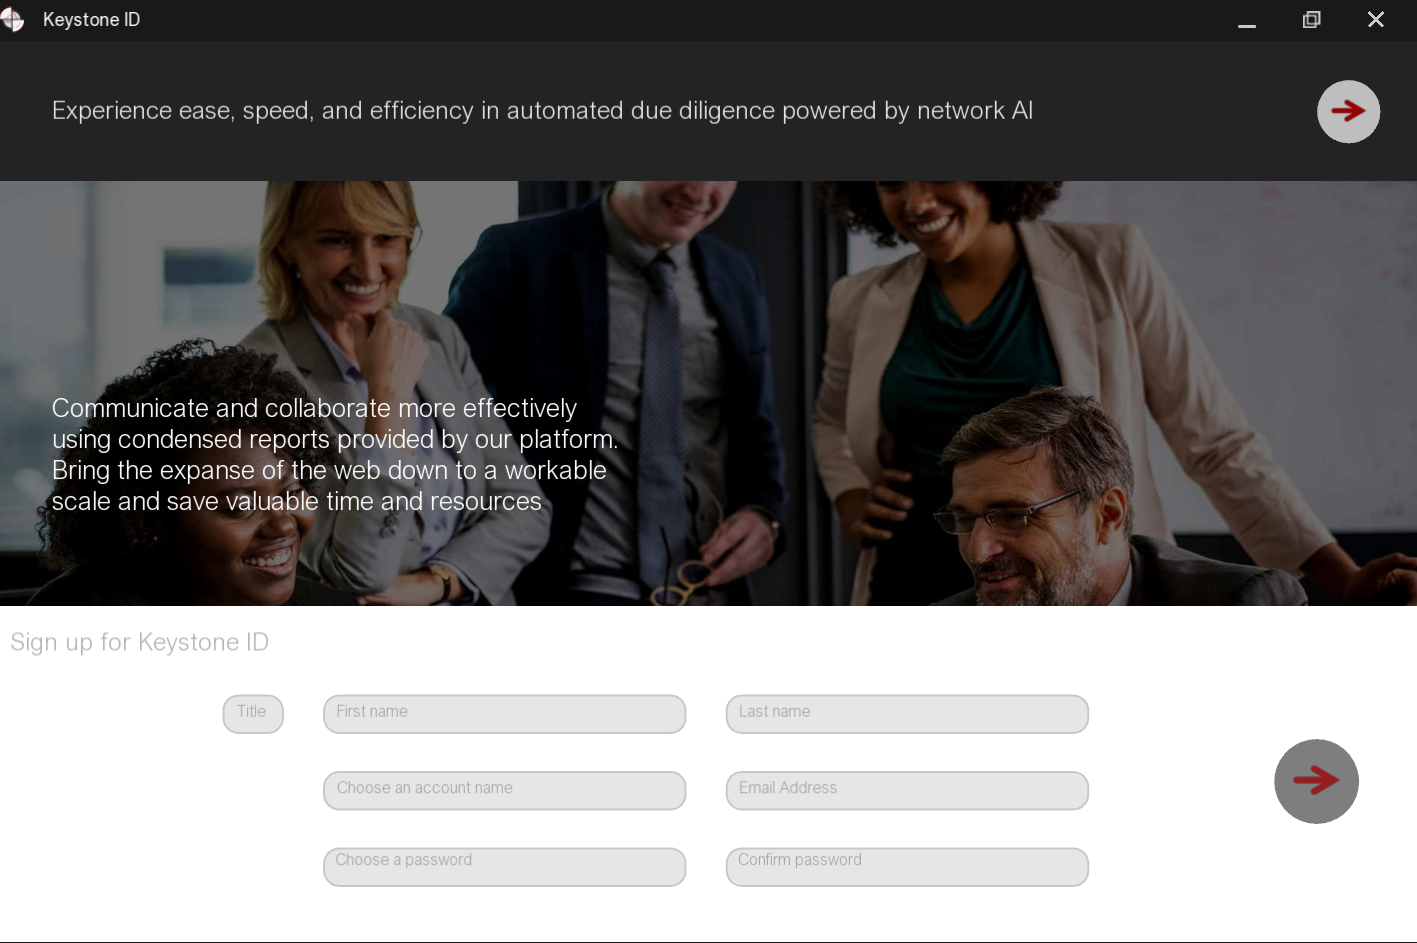 Keystone ID
Experience ease, speed, and efficiency in automated due diligence powered by network AI
Communicate and collaborate more effectively
using condensed reports provided by our platform.
Bring the expanse of the web down to a workable
scale and save valuable time and resources
Sign up for Keystone ID
Title
First name
Last name
Choose an account name
Email Address
Choose a password
Confirm password